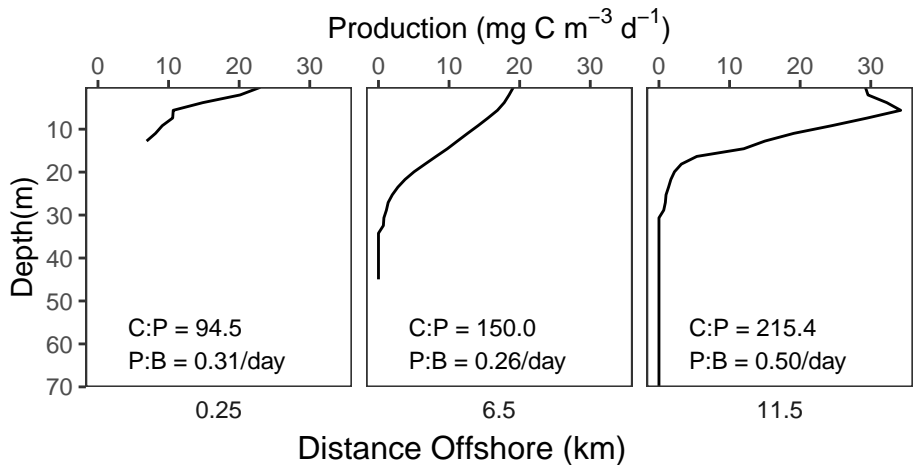 Production (mg C m⁻³ d⁻¹)
0 10 20 30 0 10 20 30 0 10 20 30
Depth(m)
10
20
30
40
50
60
70
C:P = 94.5
P:B = 0.31/day
C:P = 150.0
P:B = 0.26/day
C:P = 215.4
P:B = 0.50/day
0.25 6.5 11.5
Distance Offshore (km)